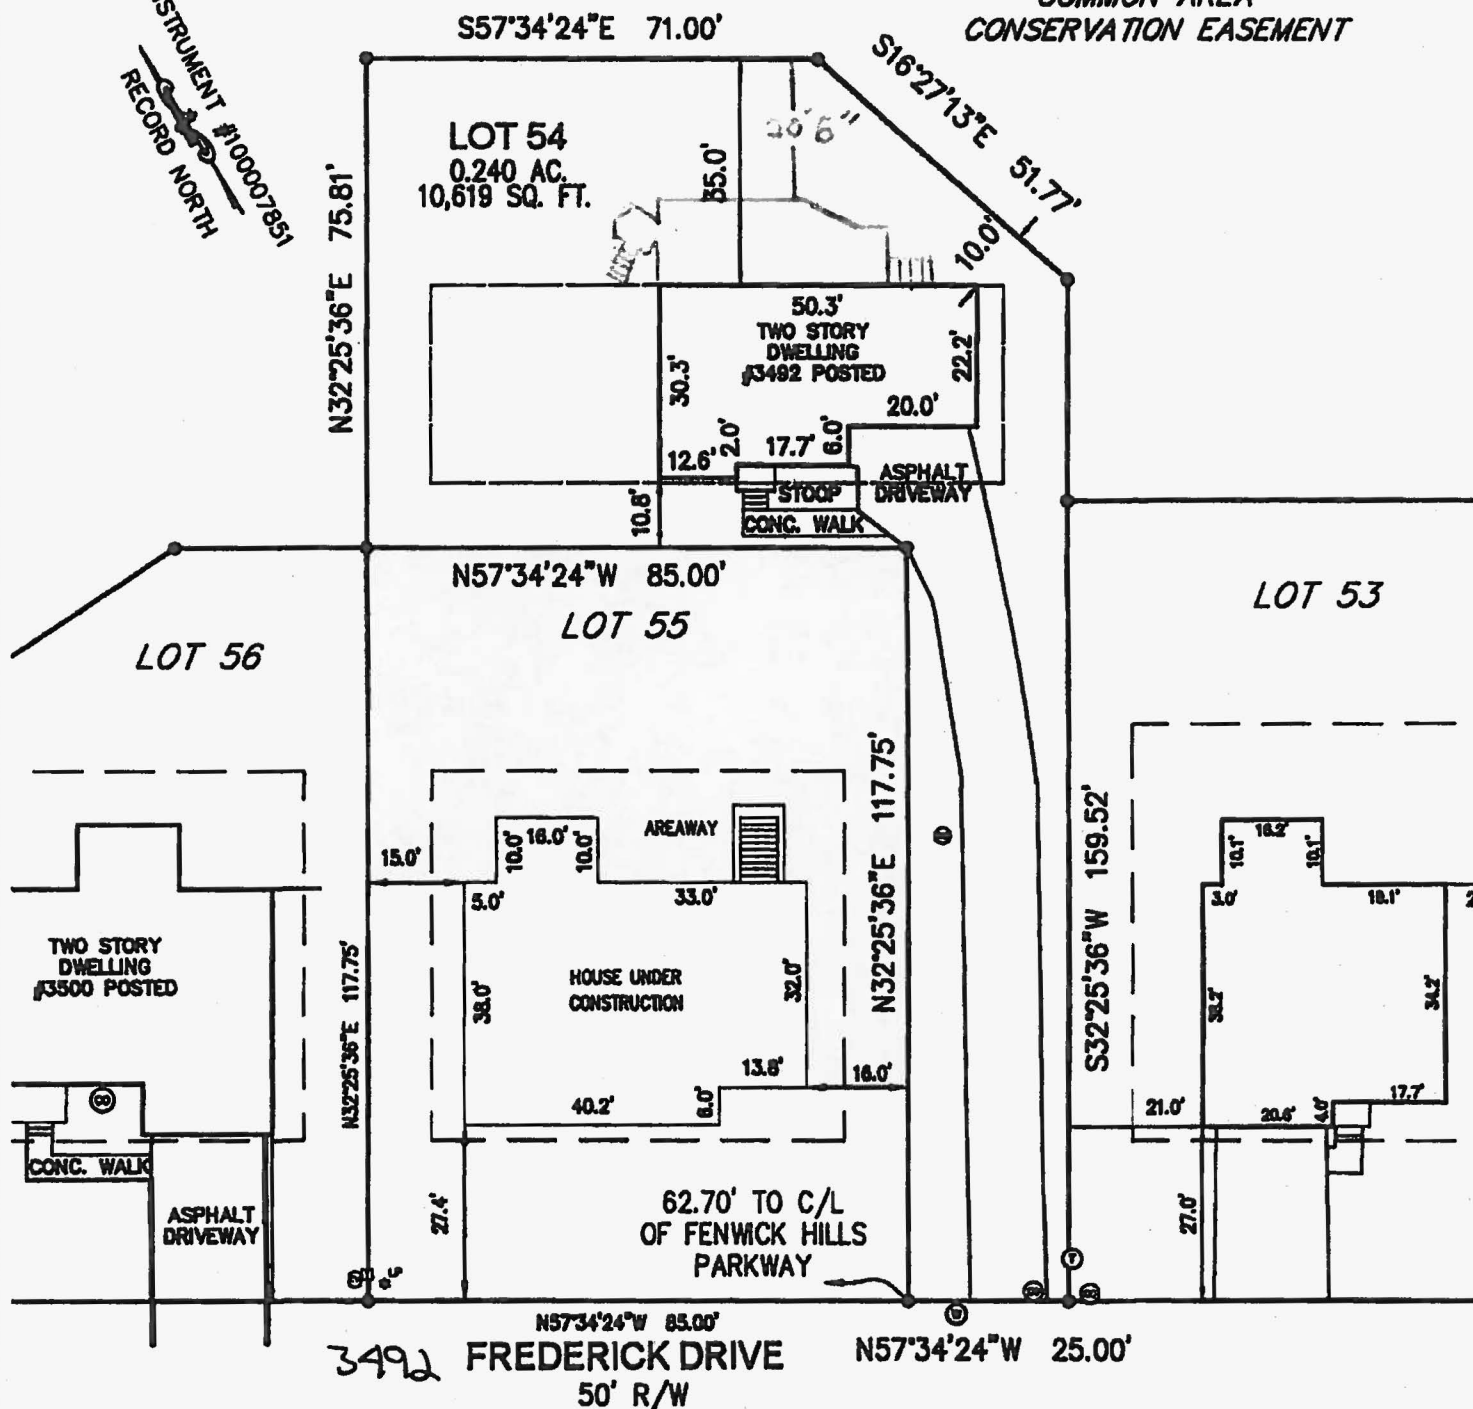 COMMON AREA
CONSERVATION EASEMENT
S57°34'24"E 71.00'
S16°27'13"E 51.77'
INSTRUMENT #100007851
RECORD NORTH
LOT 54
0.240 AC.
10,619 SQ. FT.
N32°25'36"E 75.81'
35.0'
10.0'
50.3'
TWO STORY
DWELLING
#3492 POSTED
30.3'
22.2'
20.0'
12.6'
2.0'
17.7'
6.0'
ASPHALT
DRIVEWAY
STOOP
CONC. WALK
10.8'
N57°34'24"W 85.00'
LOT 55
LOT 56
LOT 53
N32°25'36"E 117.75'
S32°25'36"W 159.52'
AREAWAY
15.0'
10.0'
16.0'
10.0'
5.0'
33.0'
HOUSE UNDER
CONSTRUCTION
38.0'
32.0'
13.8'
6.0'
40.2'
16.0'
27.4'
N32°25'36"E 117.75'
TWO STORY
DWELLING
#3500 POSTED
CONC. WALK
ASPHALT
DRIVEWAY
16.2'
10.1'
10.1'
3.0'
19.1'
38.2'
34.2'
17.7'
21.0'
20.6'
4.0'
27.0'
62.70' TO C/L
OF FENWICK HILLS
PARKWAY
LP
N57°34'24"W 85.00'
N57°34'24"W 25.00'
3492 FREDERICK DRIVE
50' R/W